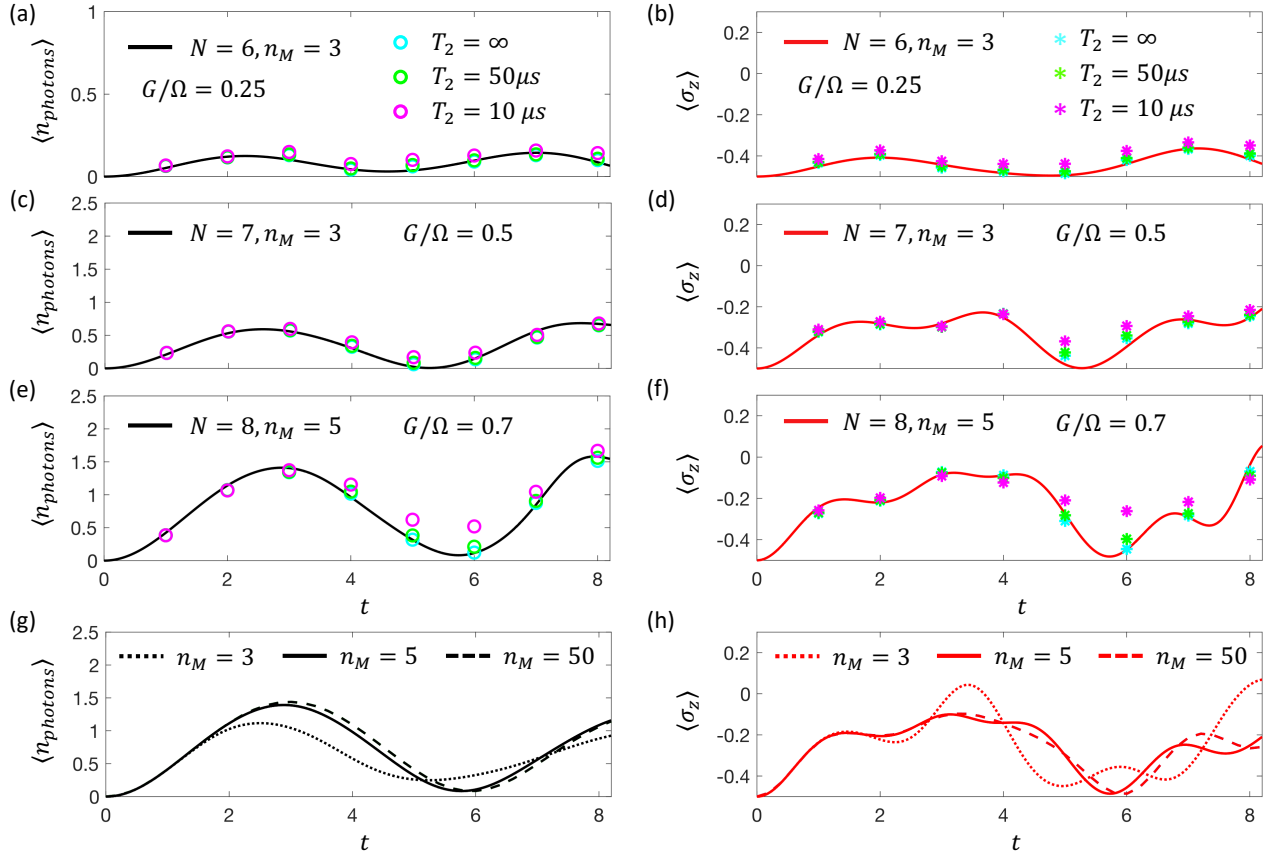 (a)
⟨n_photons⟩
1
0.5
0
N = 6, n_M = 3
G/Ω = 0.25
T_2 = ∞
T_2 = 50μs
T_2 = 10 μs
(b)
⟨σ_z⟩
0.2
0
-0.2
-0.4
N = 6, n_M = 3
G/Ω = 0.25
T_2 = ∞
T_2 = 50μs
T_2 = 10 μs
(c)
⟨n_photons⟩
2.5
2
1.5
1
0.5
0
N = 7, n_M = 3 G/Ω = 0.5
(d)
⟨σ_z⟩
0.2
0
-0.2
-0.4
N = 7, n_M = 3 G/Ω = 0.5
(e)
⟨n_photons⟩
2.5
2
1.5
1
0.5
0
N = 8, n_M = 5 G/Ω = 0.7
0 2 4 6 8
t
(f)
⟨σ_z⟩
0.2
0
-0.2
-0.4
N = 8, n_M = 5 G/Ω = 0.7
0 2 4 6 8
t
(g)
⟨n_photons⟩
2.5
2
1.5
1
0.5
0
n_M = 3 n_M = 5 n_M = 50
0 2 4 6 8
t
(h)
⟨σ_z⟩
0.2
0
-0.2
-0.4
n_M = 3 n_M = 5 n_M = 50
0 2 4 6 8
t